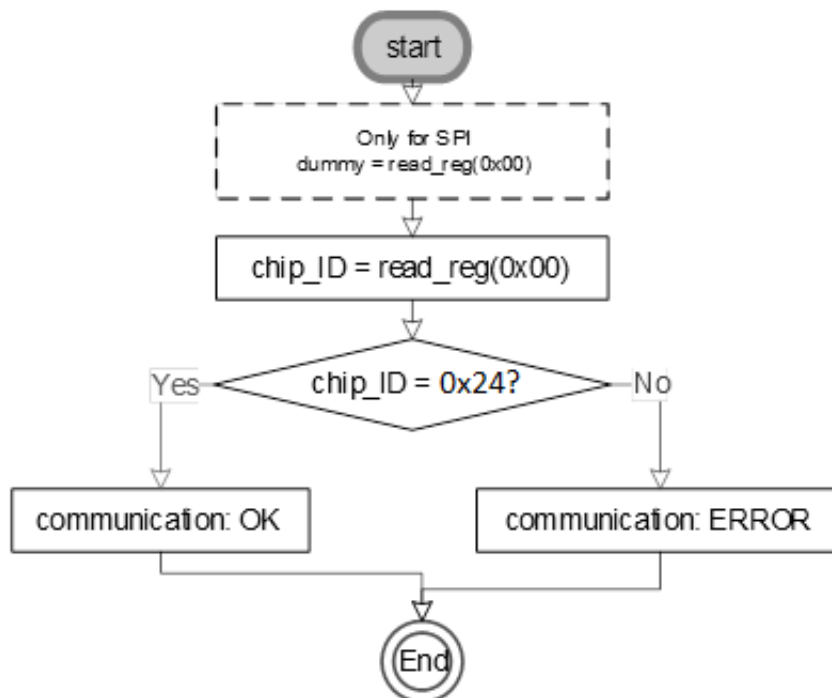 start
Only for SPI
dummy = read_reg(0x00)
chip_ID = read_reg(0x00)
chip_ID = 0x24?
Yes
No
communication: OK
communication: ERROR
End